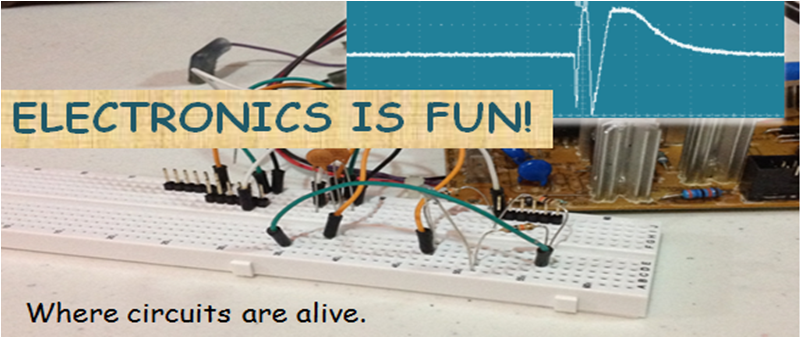 ELECTRONICS IS FUN!
Where circuits are alive.